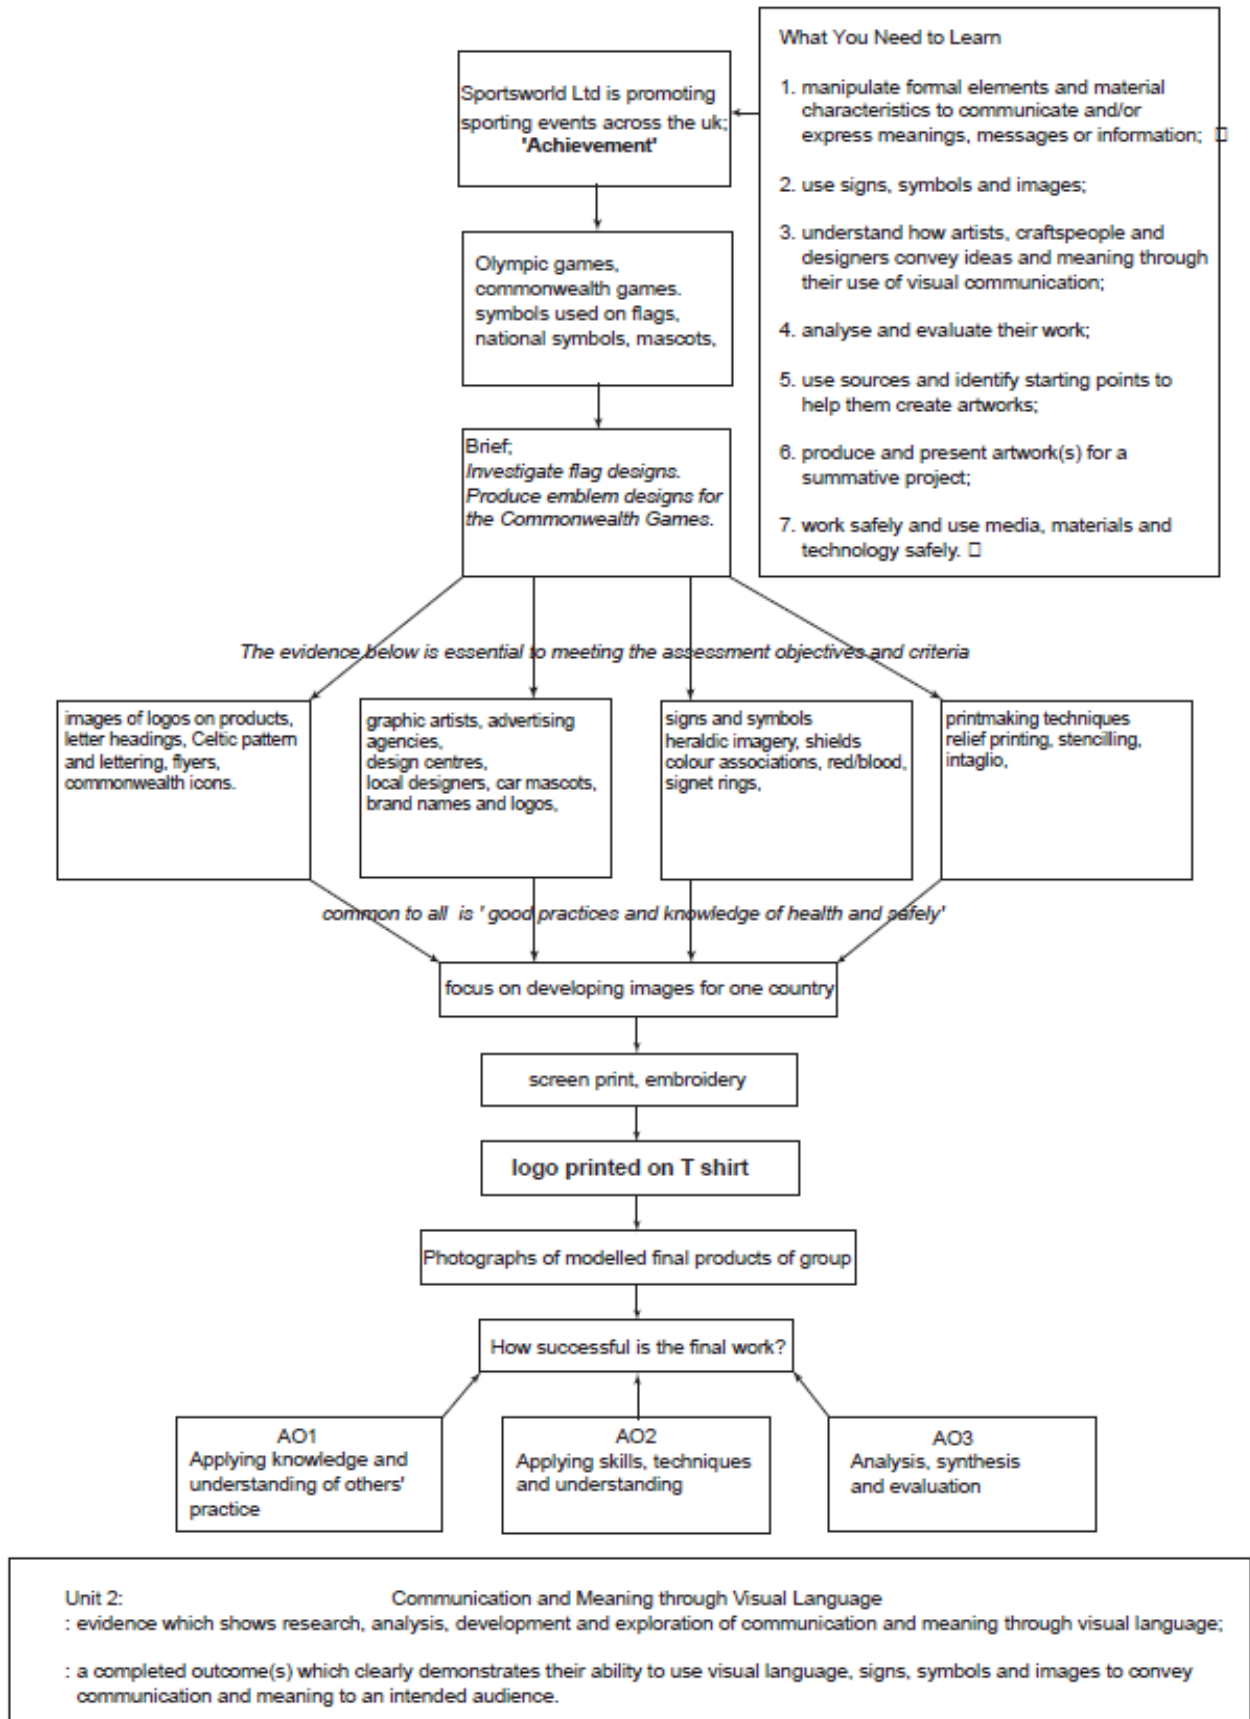 Sportsworld Ltd is promoting
sporting events across the uk;
'Achievement'
What You Need to Learn
1. manipulate formal elements and material
characteristics to communicate and/or
express meanings, messages or information; □
2. use signs, symbols and images;
3. understand how artists, craftspeople and
designers convey ideas and meaning through
their use of visual communication;
4. analyse and evaluate their work;
5. use sources and identify starting points to
help them create artworks;
6. produce and present artwork(s) for a
summative project;
7. work safely and use media, materials and
technology safely. □
Olympic games,
commonwealth games.
symbols used on flags,
national symbols, mascots,
Brief;
Investigate flag designs.
Produce emblem designs for
the Commonwealth Games.
The evidence below is essential to meeting the assessment objectives and criteria
images of logos on products,
letter headings, Celtic pattern
and lettering, flyers,
commonwealth icons.
graphic artists, advertising
agencies,
design centres,
local designers, car mascots,
brand names and logos,
signs and symbols
heraldic imagery, shields
colour associations, red/blood,
signet rings,
printmaking techniques
relief printing, stencilling,
intaglio,
common to all is ' good practices and knowledge of health and safely'
focus on developing images for one country
screen print, embroidery
logo printed on T shirt
Photographs of modelled final products of group
How successful is the final work?
AO1
Applying knowledge and
understanding of others'
practice
AO2
Applying skills, techniques
and understanding
AO3
Analysis, synthesis
and evaluation
Unit 2: Communication and Meaning through Visual Language
: evidence which shows research, analysis, development and exploration of communication and meaning through visual language;
: a completed outcome(s) which clearly demonstrates their ability to use visual language, signs, symbols and images to convey
communication and meaning to an intended audience.